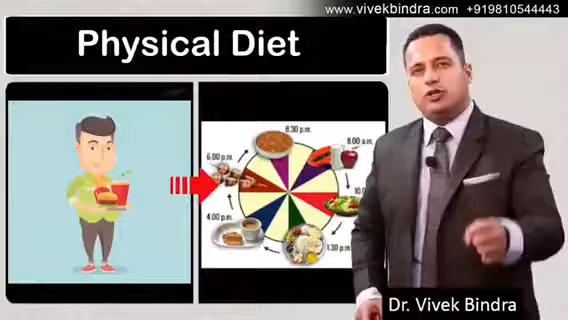 www.vivekbindra.com +919810544443
Physical Diet
8:30 p.m.
8.00 a.m.
6.00 p.m.
4.00 p.m.
1:30 p.m
Dr. Vivek Bindra